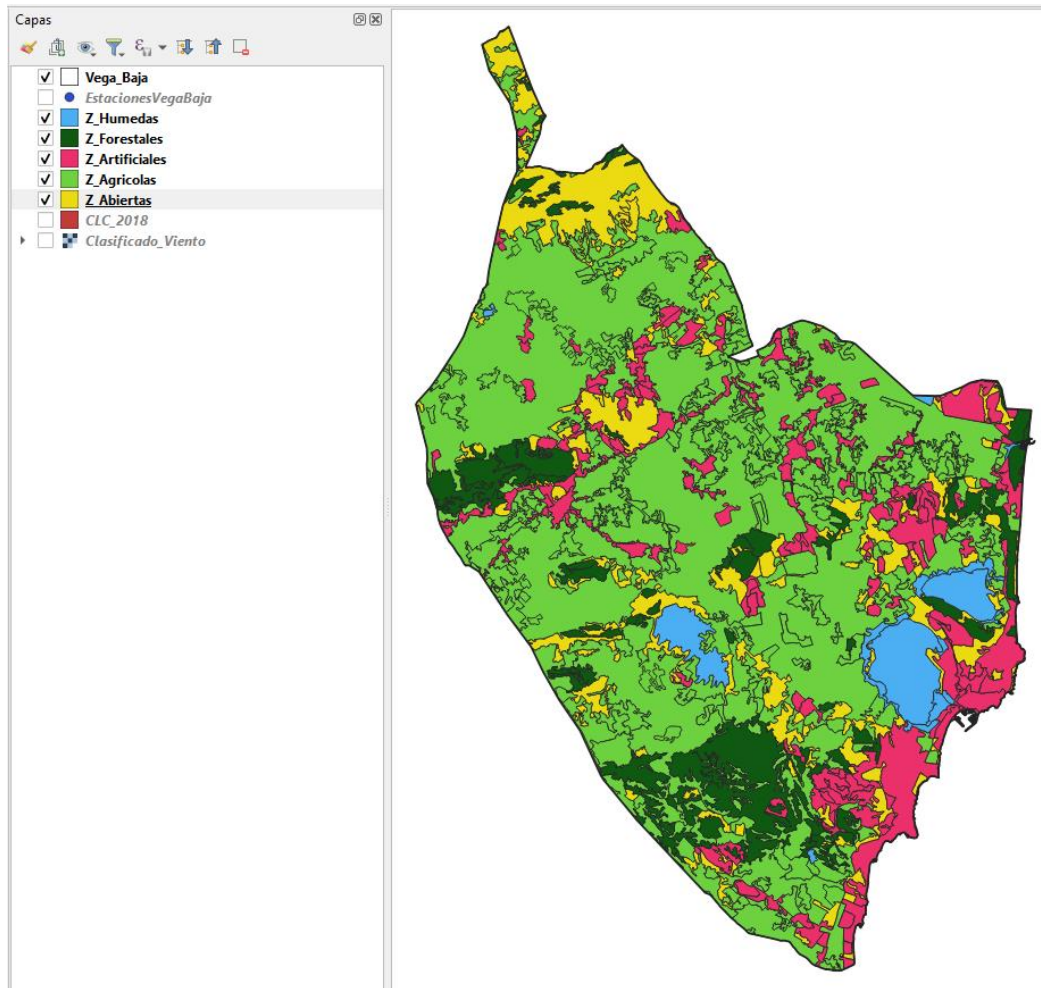 Capas
Vega_Baja
EstacionesVegaBaja
Z_Humedas
Z_Forestales
Z_Artificiales
Z_Agricolas
Z_Abiertas
CLC_2018
Clasificado_Viento